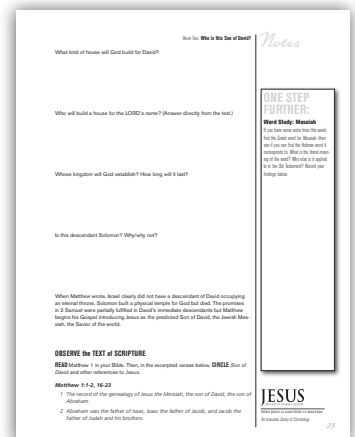 Week Two: Who is this Son of David?
Notes
What kind of house will God build for David?
Who will build a house for the LORD's name? (Answer directly from the text.)
Whose kingdom will God establish? How long will it last?
Is this descendant Solomon? Why/why not?
When Matthew wrote, Israel clearly did not have a descendant of David occupying
an eternal throne. Solomon built a physical temple for God but died. The promises
in 2 Samuel were partially fulfilled in David's immediate descendants but Matthew
begins his Gospel introducing Jesus as the predicted Son of David, the Jewish Mes-
siah, the Savior of the world.
OBSERVE the TEXT of SCRIPTURE
READ Matthew 1 in your Bible. Then, in the excerpted verses below, CIRCLE Son of
David and other references to Jesus.
Matthew 1:1-2, 16-23
1 The record of the genealogy of Jesus the Messiah, the son of David, the son of
Abraham:
2 Abraham was the father of Isaac, Isaac the father of Jacob, and Jacob the
father of Judah and his brothers.
ONE STEP
FURTHER:
Word Study: Messiah
If you have some extra time this week,
find the Greek word for Messiah—then
see if you can find the Hebrew word it
corresponds to. What is the literal mean-
ing of the word? Who else is it applied
to in the Old Testament? Record your
findings below.
JESUS
An Inductive Study of Christology
23